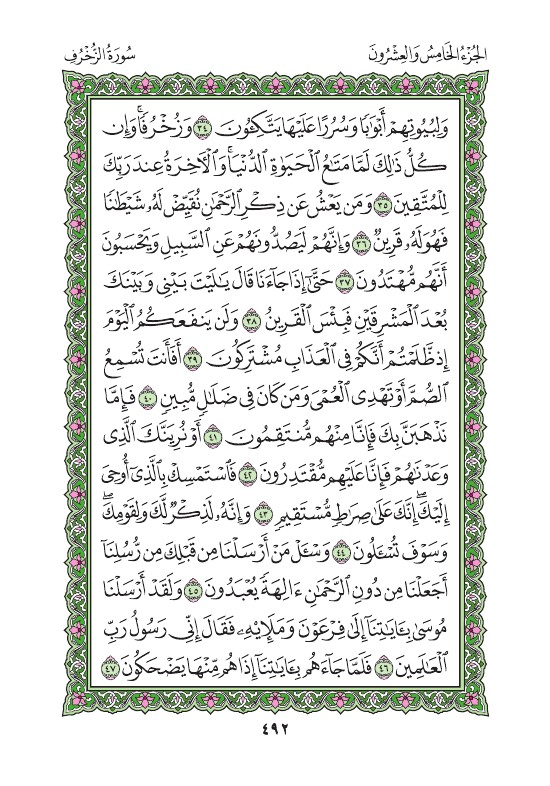 الجُزْءُ الخَامِسُ وَالعِشْرُونَ
سُورَةُ الزُّخْرُفِ
وَلِبُيُوتِهِمْ أَبْوَٰبًا وَسُرُرًا عَلَيْهَا يَتَّكِـُٔونَ ٣٤ وَزُخْرُفًا ۚ وَإِن
كُلُّ ذَٰلِكَ لَمَّا مَتَٰعُ ٱلْحَيَوٰةِ ٱلدُّنْيَا ۚ وَٱلْءَاخِرَةُ عِندَ رَبِّكَ
لِلْمُتَّقِينَ ٣٥ وَمَن يَعْشُ عَن ذِكْرِ ٱلرَّحْمَٰنِ نُقَيِّضْ لَهُۥ شَيْطَٰنًا
فَهُوَ لَهُۥ قَرِينٌ ٣٦ وَإِنَّهُمْ لَيَصُدُّونَهُمْ عَنِ ٱلسَّبِيلِ وَيَحْسَبُونَ
أَنَّهُم مُّهْتَدُونَ ٣٧ حَتَّىٰٓ إِذَا جَآءَنَا قَالَ يَٰلَيْتَ بَيْنِى وَبَيْنَكَ
بُعْدَ ٱلْمَشْرِقَيْنِ فَبِئْسَ ٱلْقَرِينُ ٣٨ وَلَن يَنفَعَكُمُ ٱلْيَوْمَ
إِذ ظَّلَمْتُمْ أَنَّكُمْ فِى ٱلْعَذَابِ مُشْتَرِكُونَ ٣٩ أَفَأَنتَ تُسْمِعُ
ٱلصُّمَّ أَوْ تَهْدِى ٱلْعُمْىَ وَمَن كَانَ فِى ضَلَٰلٍ مُّبِينٍ ٤٠ فَإِمَّا
نَذْهَبَنَّ بِكَ فَإِنَّا مِنْهُم مُّنتَقِمُونَ ٤١ أَوْ نُرِيَنَّكَ ٱلَّذِى
وَعَدْنَٰهُمْ فَإِنَّا عَلَيْهِم مُّقْتَدِرُونَ ٤٢ فَٱسْتَمْسِكْ بِٱلَّذِىٓ أُوحِىَ
إِلَيْكَ ۖ إِنَّكَ عَلَىٰ صِرَٰطٍ مُّسْتَقِيمٍ ٤٣ وَإِنَّهُۥ لَذِكْرٌ لَّكَ وَلِقَوْمِكَ ۖ
وَسَوْفَ تُسْـَٔلُونَ ٤٤ وَسْـَٔلْ مَنْ أَرْسَلْنَا مِن قَبْلِكَ مِن رُّسُلِنَآ
أَجَعَلْنَا مِن دُونِ ٱلرَّحْمَٰنِ ءَالِهَةً يُعْبَدُونَ ٤٥ وَلَقَدْ أَرْسَلْنَا
مُوسَىٰ بِـَٔايَٰتِنَآ إِلَىٰ فِرْعَوْنَ وَمَلَإِي۟هِۦ فَقَالَ إِنِّى رَسُولُ رَبِّ
ٱلْعَٰلَمِينَ ٤٦ فَلَمَّا جَآءَهُم بِـَٔايَٰتِنَآ إِذَا هُم مِّنْهَا يَضْحَكُونَ ٤٧
٤٩٢